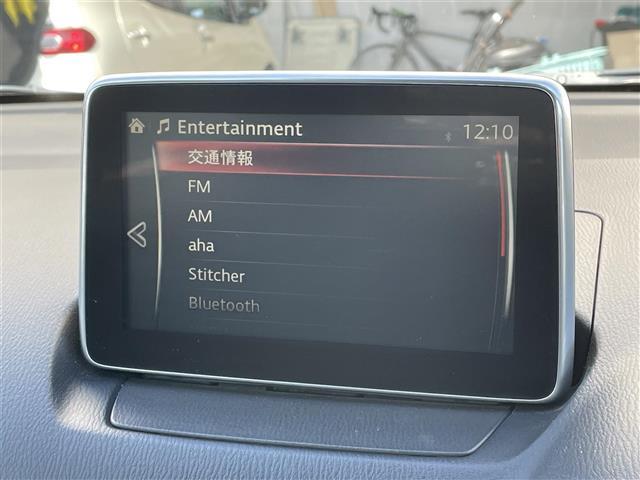 Entertainment
12:10
交通情報
FM
AM
aha
Stitcher
Bluetooth